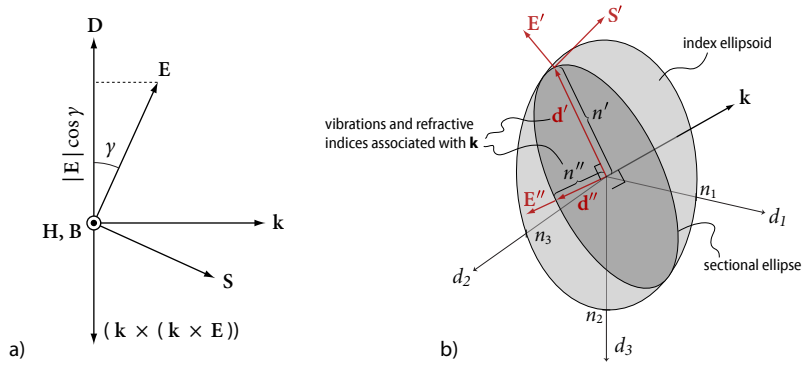 D
E
|E| cos γ
γ
H, B
k
S
(k × (k × E))
a)
E′
S′
index ellipsoid
k
vibrations and refractive
indices associated with k
d′
n′
n″
E″
d″
n1
d1
n3
sectional ellipse
d2
n2
d3
b)